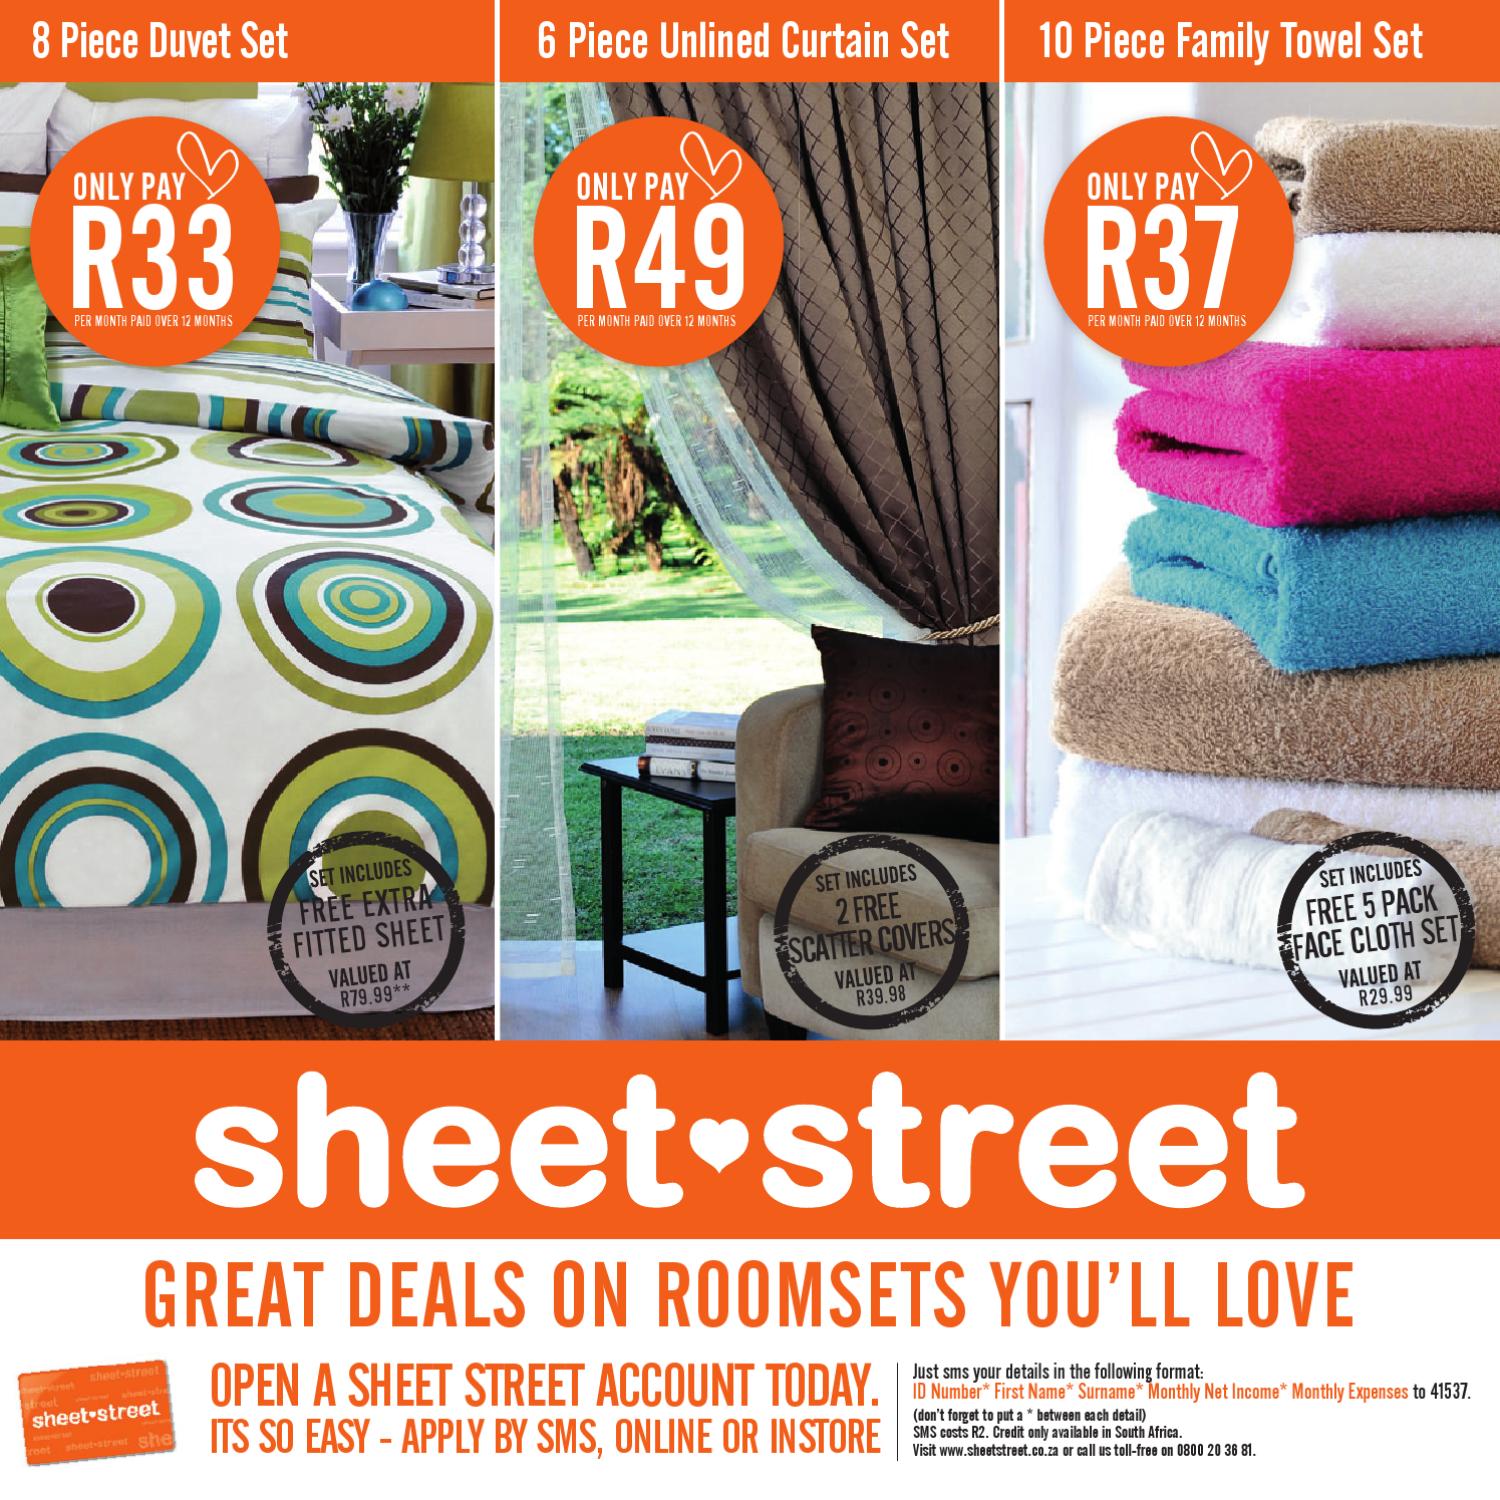 8 Piece Duvet Set
6 Piece Unlined Curtain Set
10 Piece Family Towel Set
ONLY PAY
R33
PER MONTH PAID OVER 12 MONTHS
ONLY PAY
R49
PER MONTH PAID OVER 12 MONTHS
ONLY PAY
R37
PER MONTH PAID OVER 12 MONTHS
SET INCLUDES
FREE EXTRA
FITTED SHEET
VALUED AT
R79.99**
SET INCLUDES
2 FREE
SCATTER COVERS
VALUED AT
R39.98
SET INCLUDES
FREE 5 PACK
FACE CLOTH SET
VALUED AT
R29.99
sheet street
GREAT DEALS ON ROOMSETS YOU'LL LOVE
sheet street
OPEN A SHEET STREET ACCOUNT TODAY.
ITS SO EASY - APPLY BY SMS, ONLINE OR INSTORE
Just sms your details in the following format:
ID Number* First Name* Surname* Monthly Net Income* Monthly Expenses to 41537.
(don't forget to put a * between each detail)
SMS costs R2. Credit only available in South Africa.
Visit www.sheetstreet.co.za or call us toll-free on 0800 20 36 81.